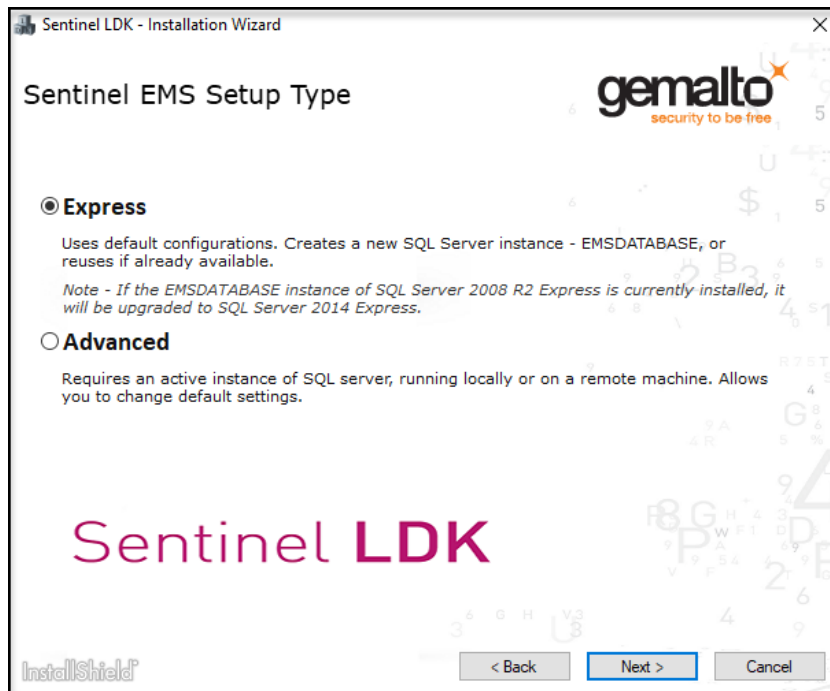 Sentinel LDK - Installation Wizard
Sentinel EMS Setup Type
gemalto
security to be free
Express
Uses default configurations. Creates a new SQL Server instance - EMSDATABASE, or
reuses if already available.
Note - If the EMSDATABASE instance of SQL Server 2008 R2 Express is currently installed, it
will be upgraded to SQL Server 2014 Express.
Advanced
Requires an active instance of SQL server, running locally or on a remote machine. Allows
you to change default settings.
Sentinel LDK
InstallShield
< Back
Next >
Cancel